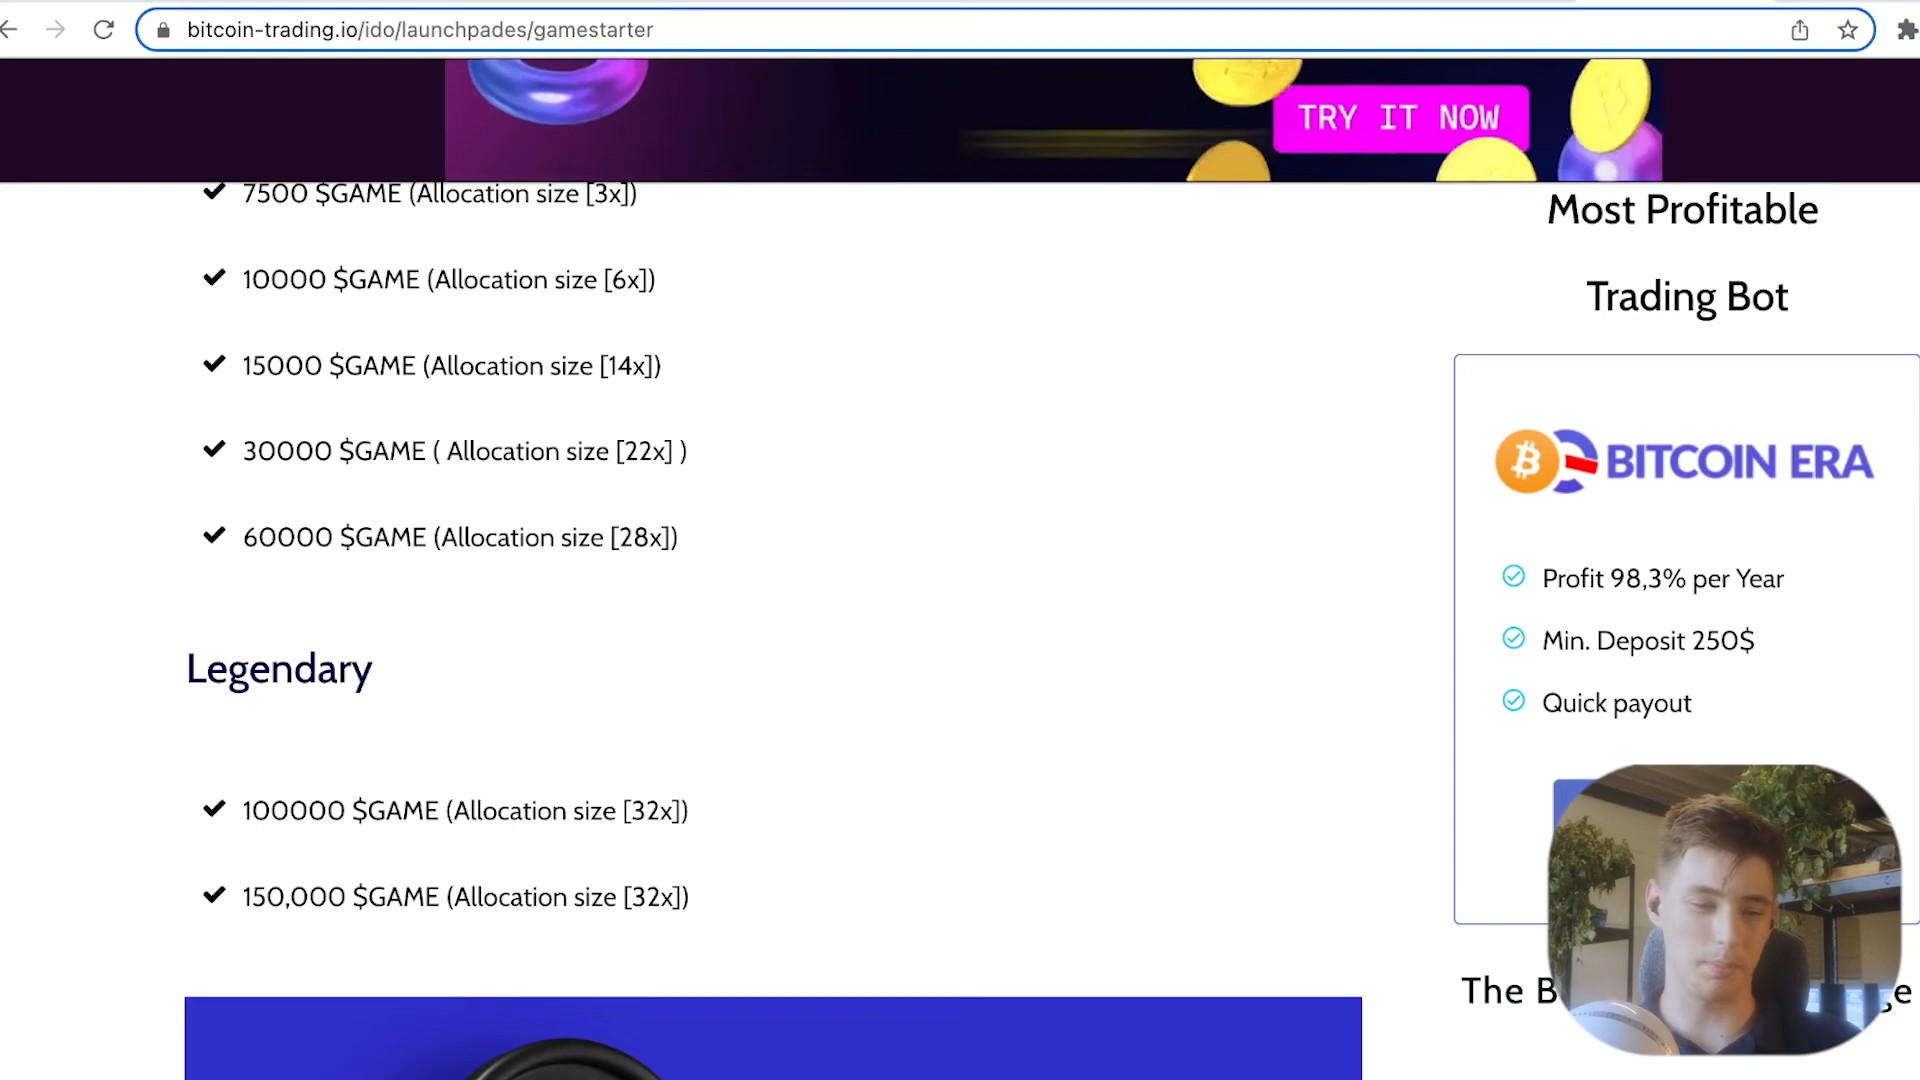 bitcoin-trading.io/ido/launchpades/gamestarter
TRY IT NOW
7500 $GAME (Allocation size [3x])
10000 $GAME (Allocation size [6x])
15000 $GAME (Allocation size [14x])
30000 $GAME ( Allocation size [22x] )
60000 $GAME (Allocation size [28x])
Legendary
100000 $GAME (Allocation size [32x])
150,000 $GAME (Allocation size [32x])
Most Profitable
Trading Bot
BITCOIN ERA
Profit 98,3% per Year
Min. Deposit 250$
Quick payout
The